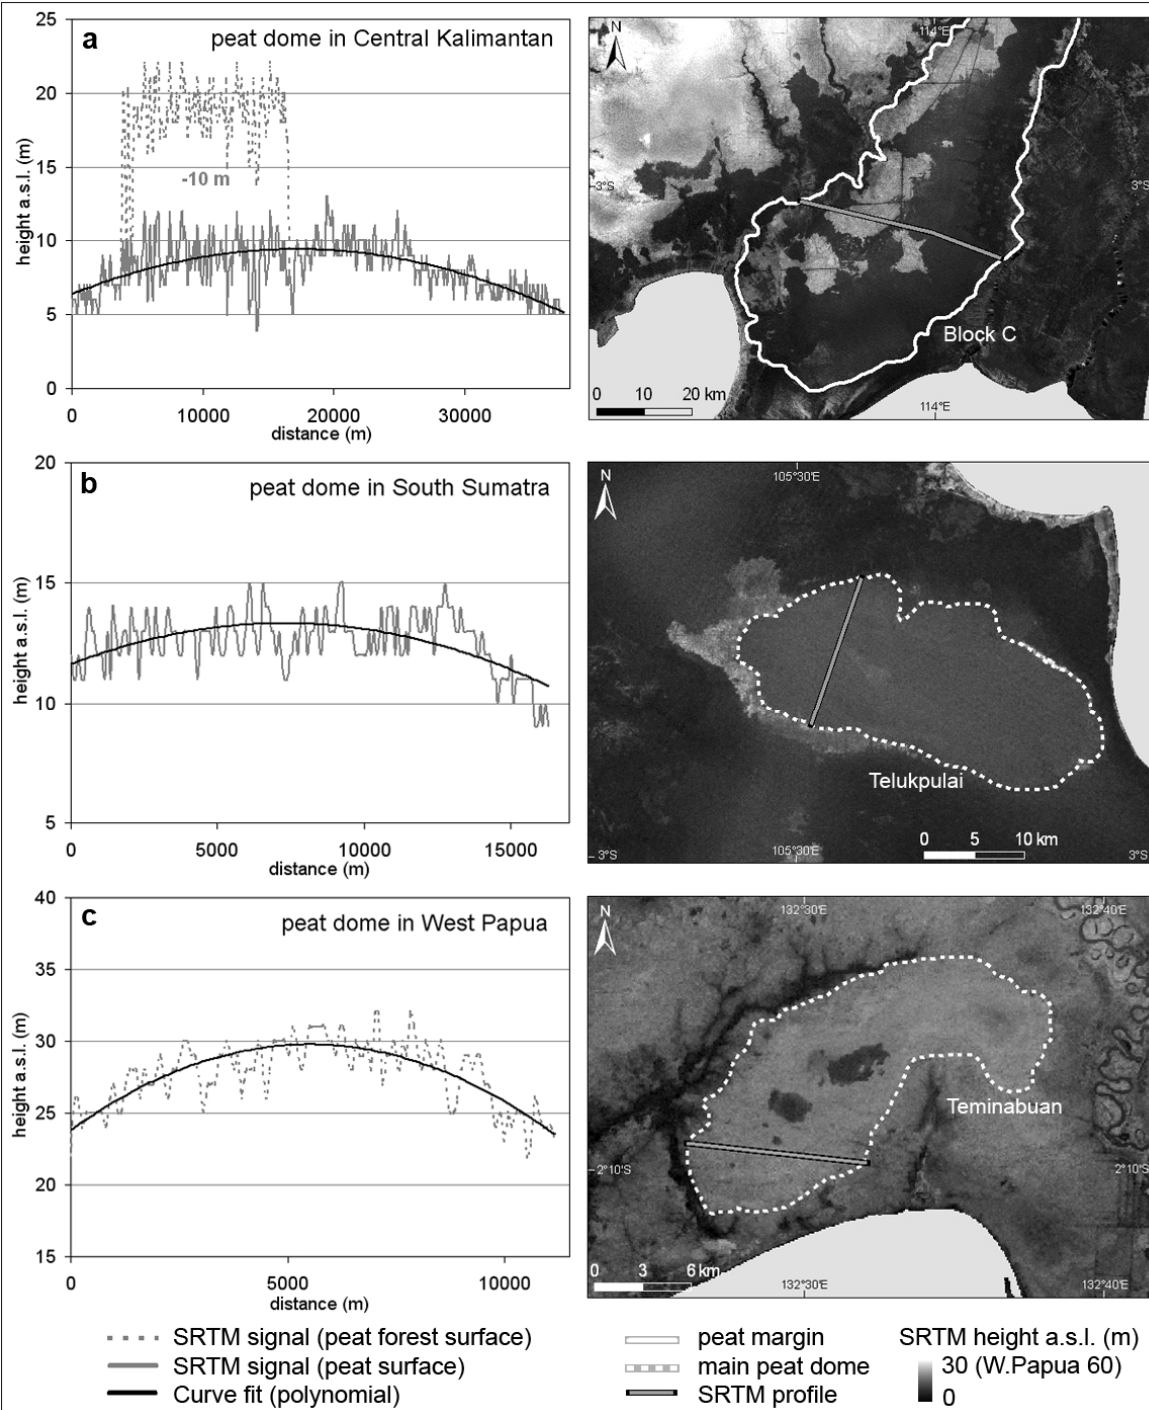 a
peat dome in Central Kalimantan
25
20
15
10
5
0
height a.s.l. (m)
-10 m
0
10000
20000
30000
distance (m)
N
114°E
3°S
3°S
Block C
0
10
20 km
114°E
b
peat dome in South Sumatra
20
15
10
5
height a.s.l. (m)
0
5000
10000
15000
distance (m)
N
105°30'E
Telukpulai
0
5
10 km
3°S
105°30'E
3°S
c
peat dome in West Papua
40
35
30
25
20
15
height a.s.l. (m)
0
5000
10000
distance (m)
N
132°30'E
132°40'E
Teminabuan
2°10'S
2°10'S
0
3
6 km
132°30'E
132°40'E
SRTM signal (peat forest surface)
SRTM signal (peat surface)
Curve fit (polynomial)
peat margin
main peat dome
SRTM profile
SRTM height a.s.l. (m)
30 (W.Papua 60)
0